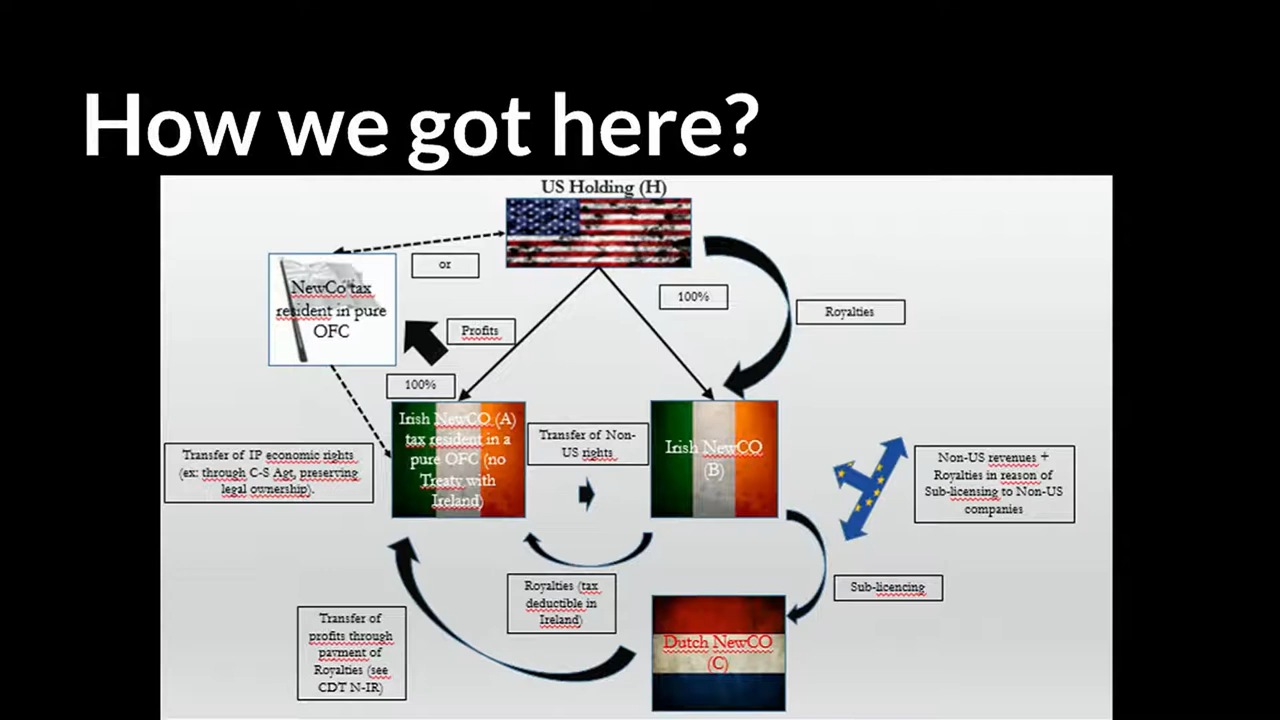 How we got here?
US Holding (H)
or
NewCo tax
resident in pure
OFC
100%
Royalties
Profits
100%
Irish NewCO (A)
tax resident in a
pure OFC (no
Treaty with
Ireland)
Transfer of Non-
US rights
Irish NewCO
(B)
Transfer of IP economic rights
(ex: through C-S Agt, preserving
legal ownership).
Non-US revenues +
Royalties in reason of
Sub-licensing to Non-US
companies
Royalties (tax
deductible in
Ireland)
Sub-licencing
Transfer of
profits through
payment of
Royalties (see
CDT N-IR)
Dutch NewCO
(C)